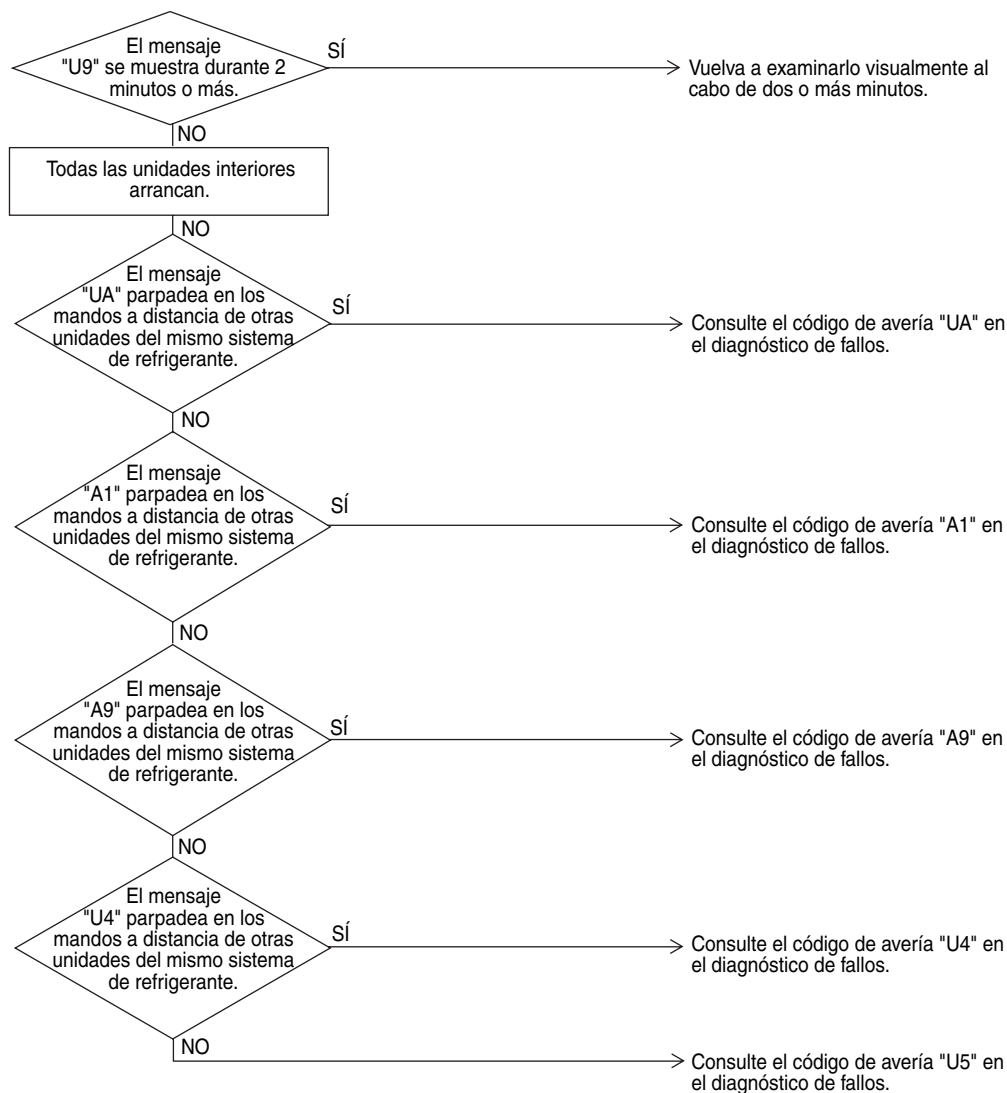 El mensaje
"U9" se muestra durante 2
minutos o más.
SÍ
Vuelva a examinarlo visualmente al
cabo de dos o más minutos.
NO
Todas las unidades interiores
arrancan.
NO
El mensaje
"UA" parpadea en los
mandos a distancia de otras
unidades del mismo sistema
de refrigerante.
SÍ
Consulte el código de avería "UA" en
el diagnóstico de fallos.
NO
El mensaje
"A1" parpadea en los
mandos a distancia de otras
unidades del mismo sistema
de refrigerante.
SÍ
Consulte el código de avería "A1" en
el diagnóstico de fallos.
NO
El mensaje
"A9" parpadea en los
mandos a distancia de otras
unidades del mismo sistema
de refrigerante.
SÍ
Consulte el código de avería "A9" en
el diagnóstico de fallos.
NO
El mensaje
"U4" parpadea en los
mandos a distancia de otras
unidades del mismo sistema
de refrigerante.
SÍ
Consulte el código de avería "U4" en
el diagnóstico de fallos.
NO
Consulte el código de avería "U5" en
el diagnóstico de fallos.